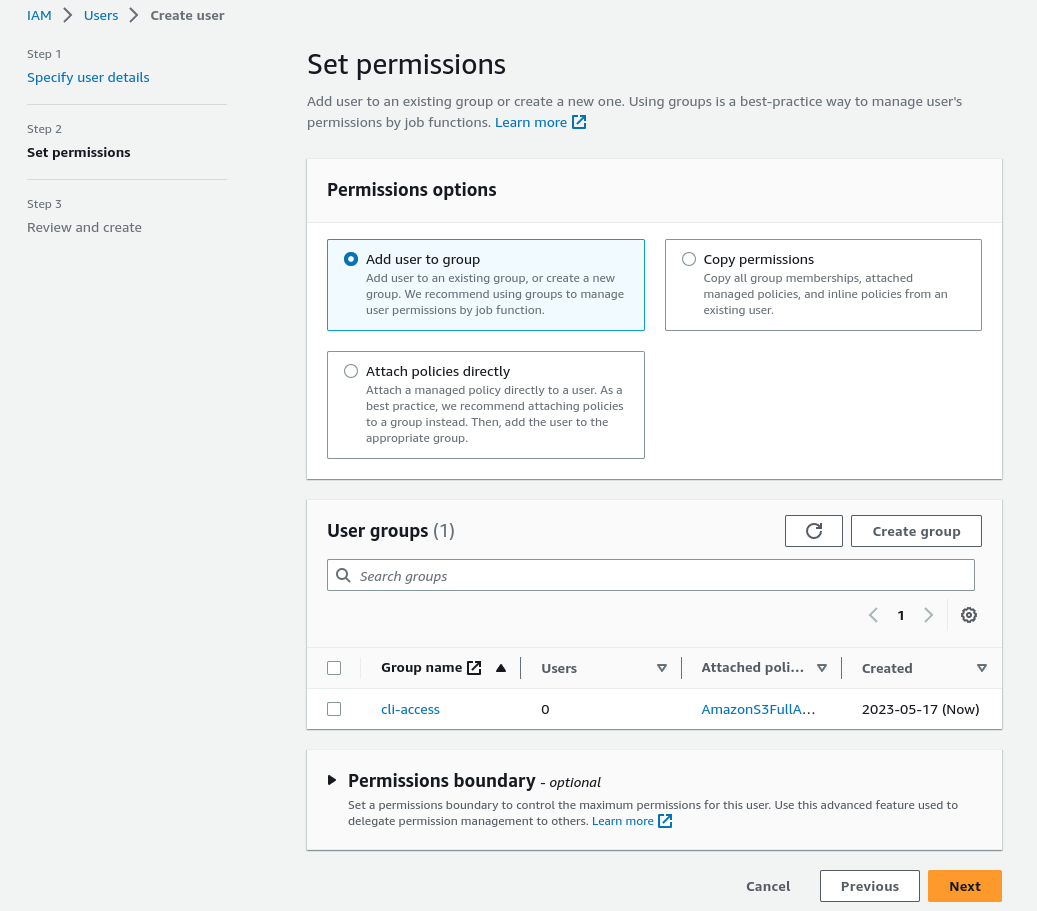 IAM > Users > Create user
Step 1
Specify user details
Step 2
Set permissions
Step 3
Review and create
Set permissions
Add user to an existing group or create a new one. Using groups is a best-practice way to manage user's
permissions by job functions. Learn more
Permissions options
Add user to group
Add user to an existing group, or create a new
group. We recommend using groups to manage
user permissions by job function.
Copy permissions
Copy all group memberships, attached
managed policies, and inline policies from an
existing user.
Attach policies directly
Attach a managed policy directly to a user. As a
best practice, we recommend attaching policies
to a group instead. Then, add the user to the
appropriate group.
User groups (1)
Create group
Search groups
1
Group name Users Attached poli... Created
cli-access 0 AmazonS3FullA... 2023-05-17 (Now)
Permissions boundary - optional
Set a permissions boundary to control the maximum permissions for this user. Use this advanced feature used to
delegate permission management to others. Learn more
Cancel Previous Next